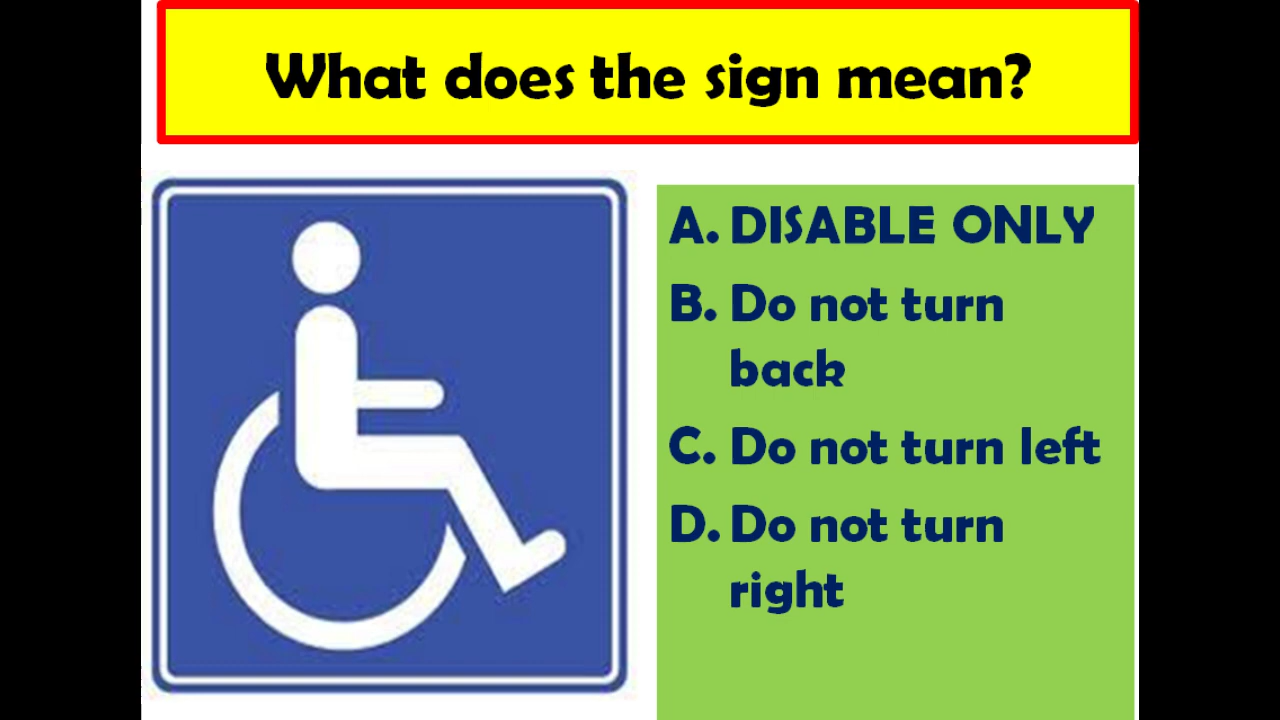 What does the sign mean?
A. DISABLE ONLY
B. Do not turn
back
C. Do not turn left
D. Do not turn
right